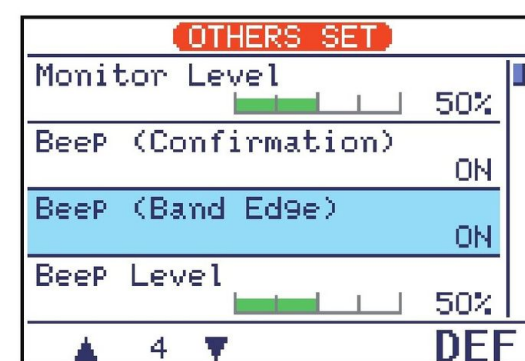 OTHERS SET
Monitor Level
50%
Beep (Confirmation)
ON
Beep (Band Edge)
ON
Beep Level
50%
▲ 4 ▼ DEF